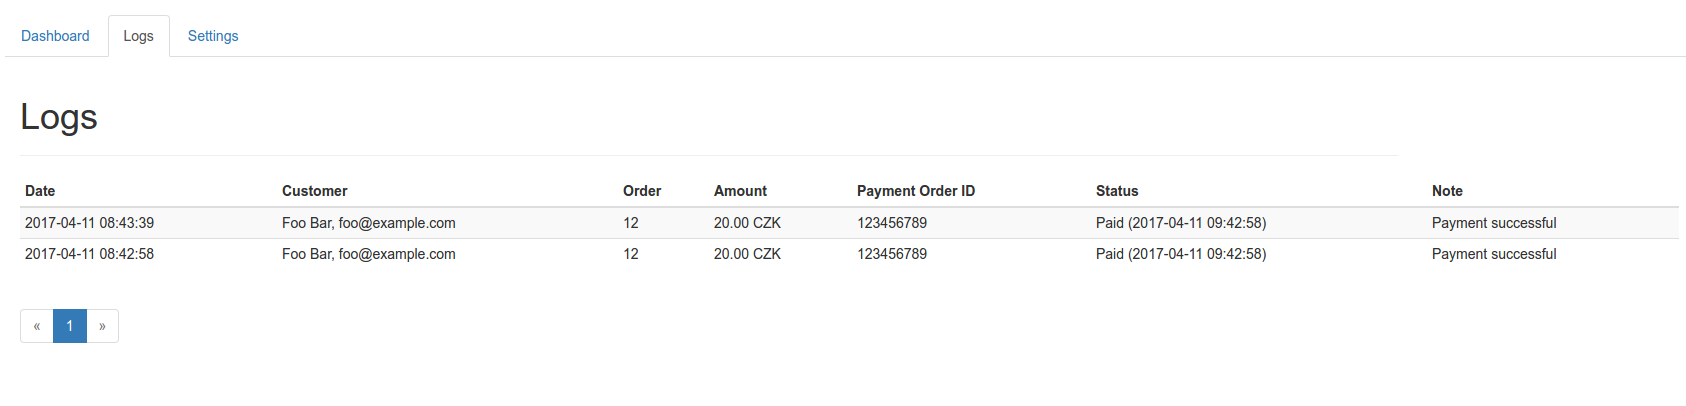 Dashboard Logs Settings
Logs
Date Customer Order Amount Payment Order ID Status Note
2017-04-11 08:43:39 Foo Bar, foo@example.com 12 20.00 CZK 123456789 Paid (2017-04-11 09:42:58) Payment successful
2017-04-11 08:42:58 Foo Bar, foo@example.com 12 20.00 CZK 123456789 Paid (2017-04-11 09:42:58) Payment successful
« 1 »